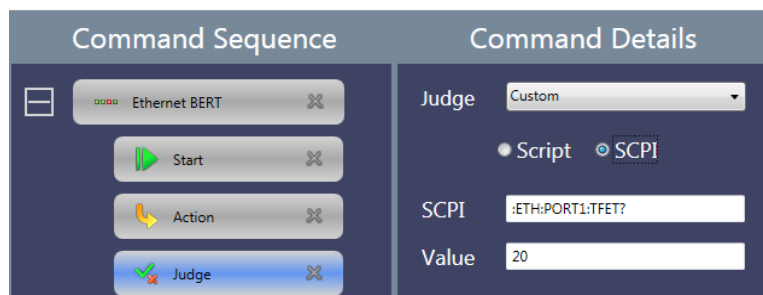 Command Sequence
Command Details
Ethernet BERT
Start
Action
Judge
Judge
Custom
Script
SCPI
SCPI
:ETH:PORT1:TFET?
Value
20